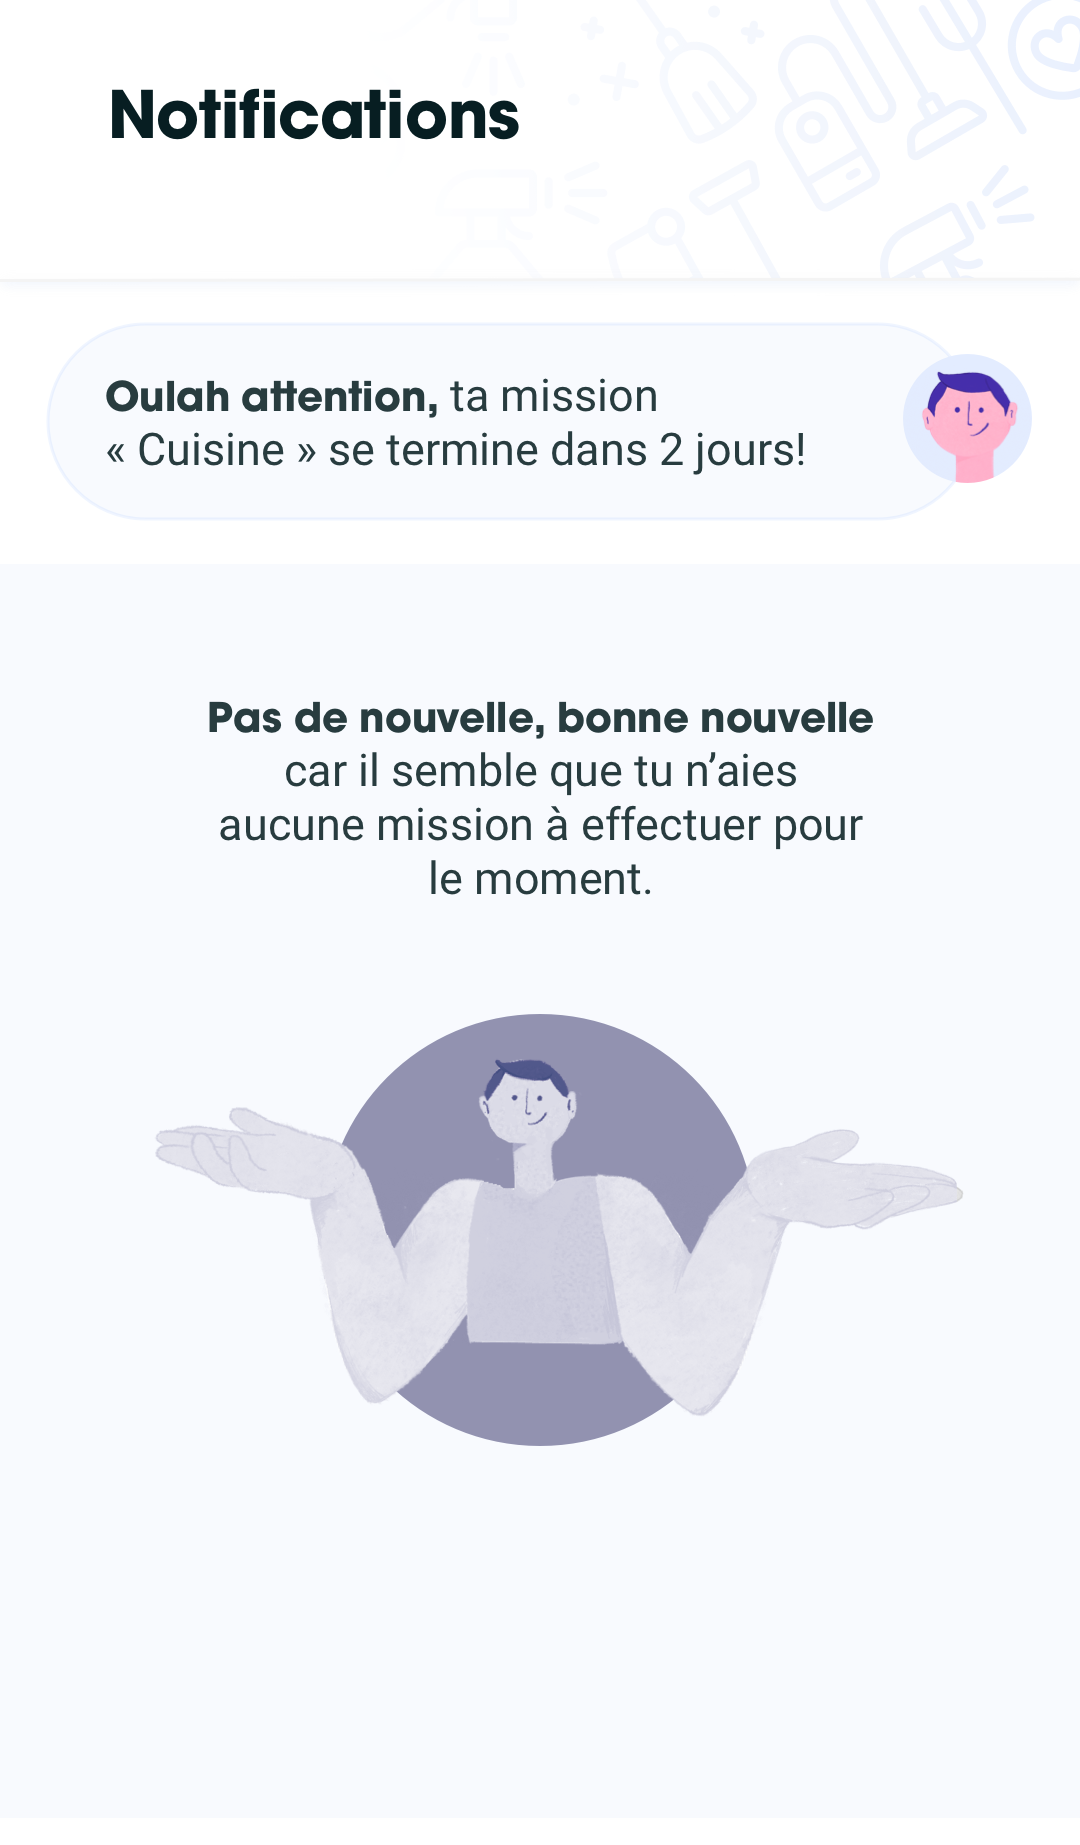 Notifications
Oulah attention, ta mission
« Cuisine » se termine dans 2 jours!
Pas de nouvelle, bonne nouvelle
car il semble que tu n’aies
aucune mission à effectuer pour
le moment.